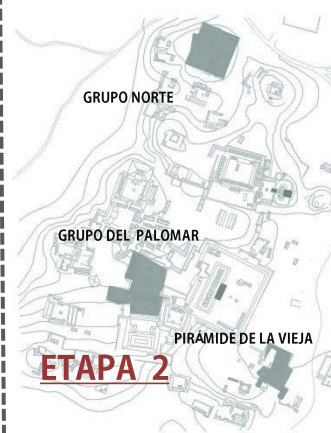 GRUPO NORTE
GRUPO DEL PALOMAR
PIRÁMIDE DE LA VIEJA
ETAPA 2